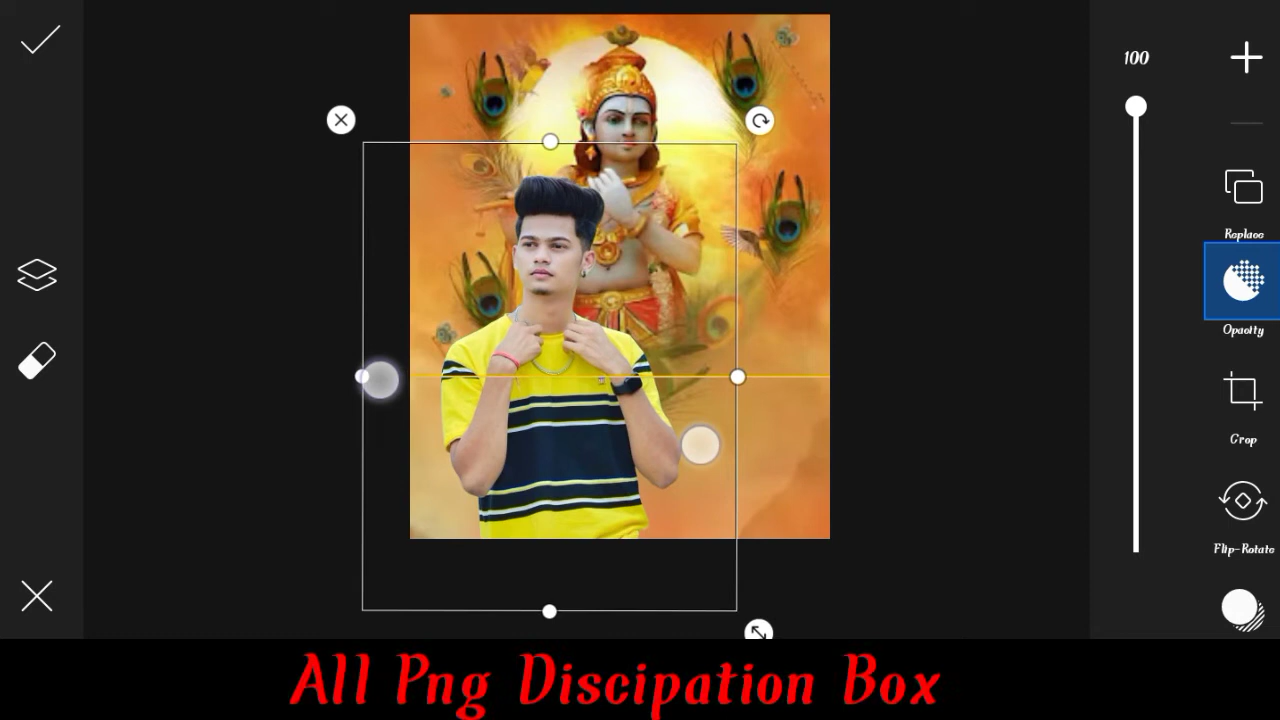 100
Replace
Opacity
Crop
Flip-Rotate
All Png Discipation Box